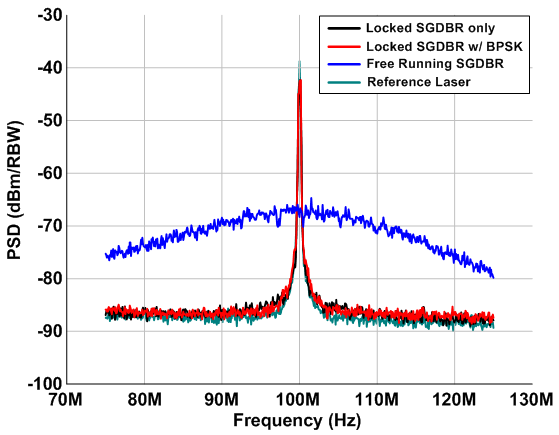 -30
-40
-50
-60
-70
-80
-90
-100
PSD (dBm/RBW)
Locked SGDBR only
Locked SGDBR w/ BPSK
Free Running SGDBR
Reference Laser
70M 80M 90M 100M 110M 120M 130M
Frequency (Hz)